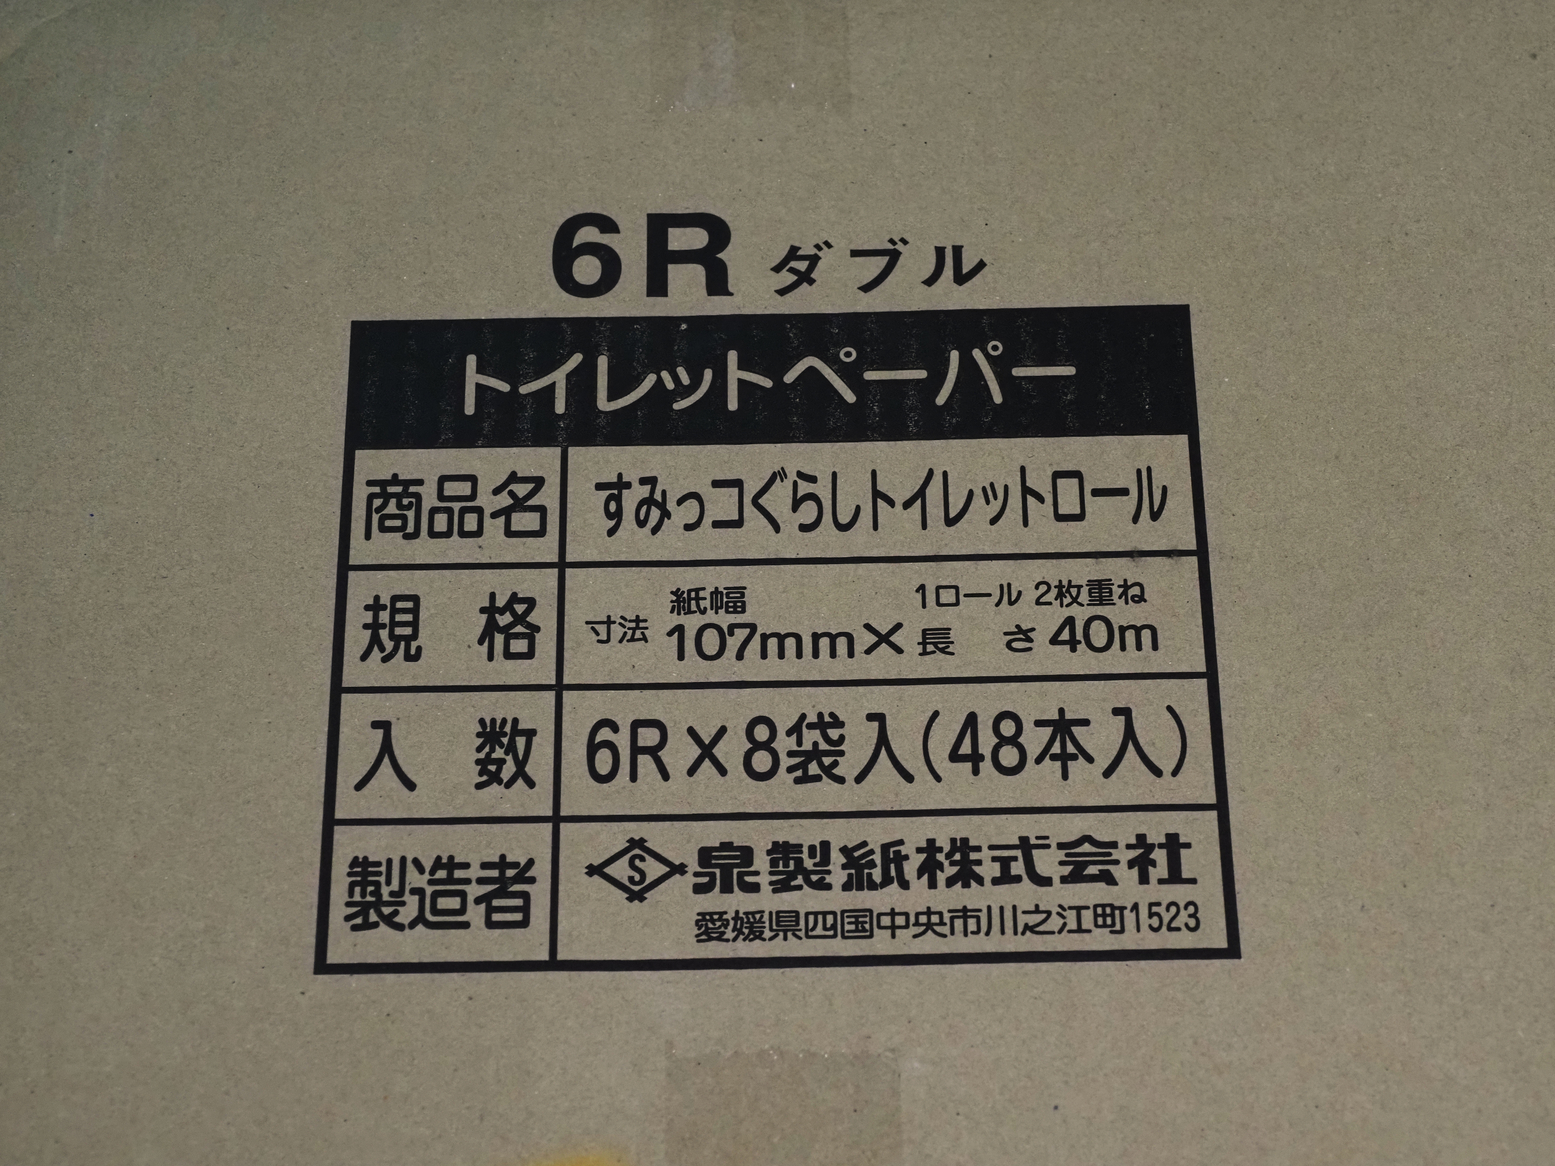 6R ダブル
トイレットペーパー
商品名 すみっコぐらしトイレットロール
規格 寸法 紙幅 107mm× 1ロール 2枚重ね 長さ 40m
入数 6R×8袋入(48本入)
製造者 S 泉製紙株式会社
愛媛県四国中央市川之江町1523